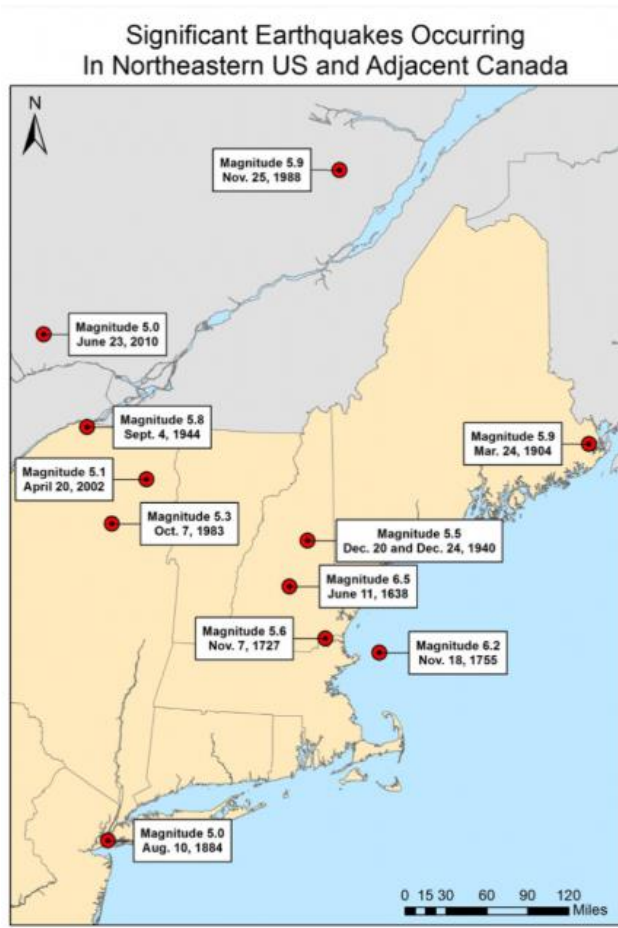 Significant Earthquakes Occurring
In Northeastern US and Adjacent Canada
N
Magnitude 5.9
Nov. 25, 1988
Magnitude 5.0
June 23, 2010
Magnitude 5.8
Sept. 4, 1944
Magnitude 5.9
Mar. 24, 1904
Magnitude 5.1
April 20, 2002
Magnitude 5.3
Oct. 7, 1983
Magnitude 5.5
Dec. 20 and Dec. 24, 1940
Magnitude 6.5
June 11, 1638
Magnitude 5.6
Nov. 7, 1727
Magnitude 6.2
Nov. 18, 1755
Magnitude 5.0
Aug. 10, 1884
0 15 30 60 90 120
Miles